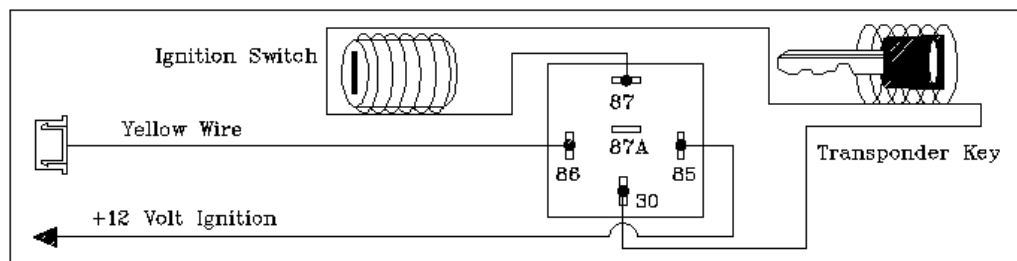 Ignition Switch
87
Yellow Wire
87A
86
85
Transponder Key
30
+12 Volt Ignition